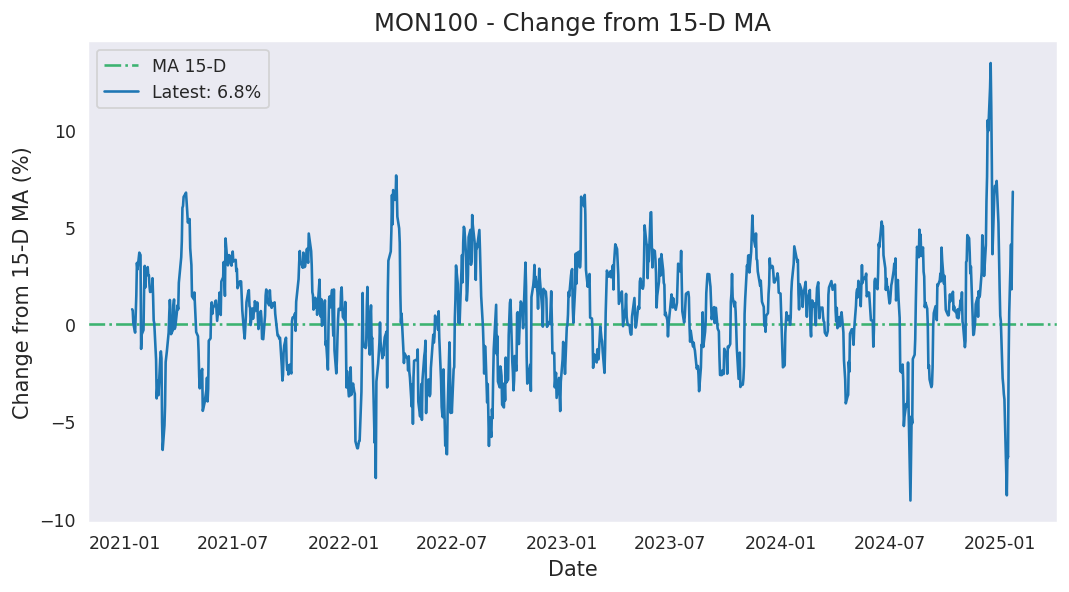 MON100 - Change from 15-D MA
MA 15-D
Latest: 6.8%
Change from 15-D MA (%)
10
5
0
−5
−10
2021-01 2021-07 2022-01 2022-07 2023-01 2023-07 2024-01 2024-07 2025-01
Date